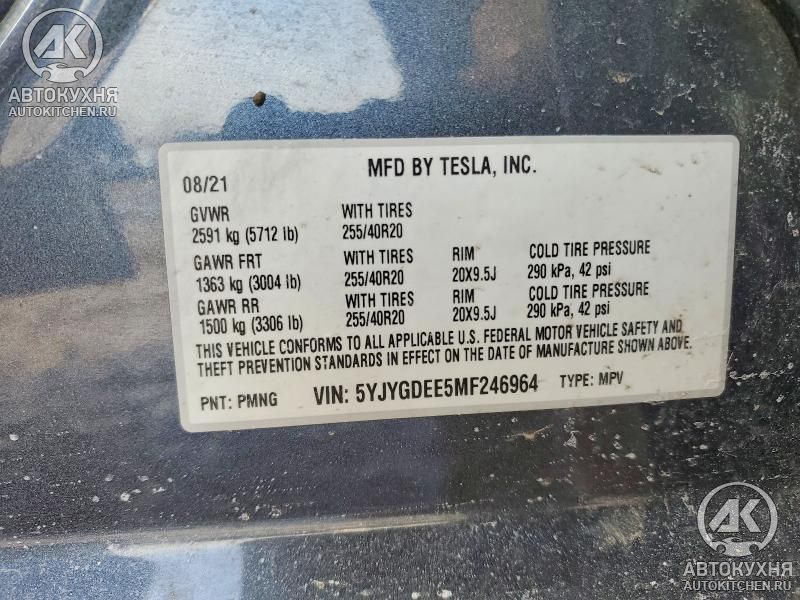 АК
АВТОКУХНЯ
AUTOKITCHEN.RU
08/21 MFD BY TESLA, INC.
GVWR WITH TIRES
2591 kg (5712 lb) 255/40R20
GAWR FRT WITH TIRES RIM COLD TIRE PRESSURE
1363 kg (3004 lb) 255/40R20 20X9.5J 290 kPa, 42 psi
GAWR RR WITH TIRES RIM COLD TIRE PRESSURE
1500 kg (3306 lb) 255/40R20 20X9.5J 290 kPa, 42 psi
THIS VEHICLE CONFORMS TO ALL APPLICABLE U.S. FEDERAL MOTOR VEHICLE SAFETY AND
THEFT PREVENTION STANDARDS IN EFFECT ON THE DATE OF MANUFACTURE SHOWN ABOVE.
PNT: PMNG VIN: 5YJYGDEE5MF246964 TYPE: MPV
АК
АВТОКУХНЯ
AUTOKITCHEN.RU